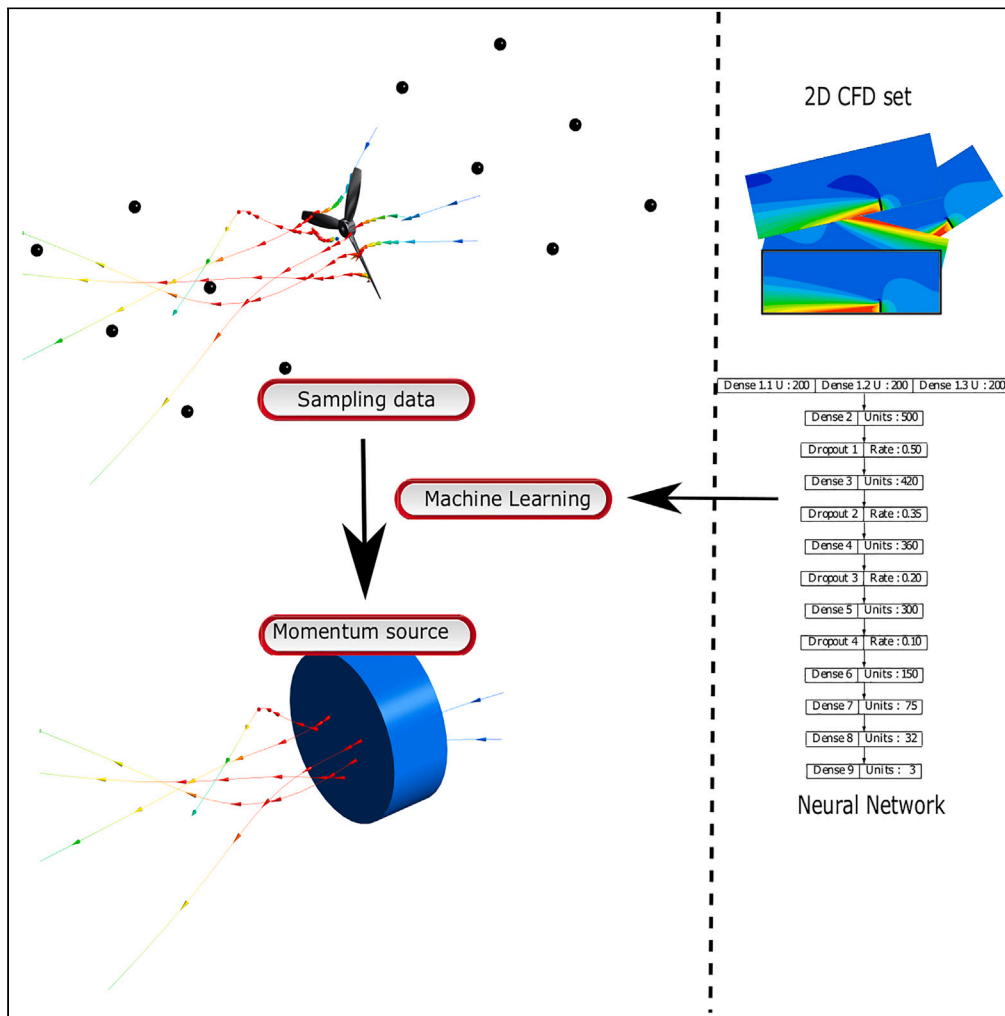 2D CFD set
Sampling data
Machine Learning
Momentum source
Dense 1.1 U : 200 Dense 1.2 U : 200 Dense 1.3 U : 200
Dense 2 Units : 500
Dropout 1 Rate : 0.50
Dense 3 Units : 420
Dropout 2 Rate : 0.35
Dense 4 Units : 360
Dropout 3 Rate : 0.20
Dense 5 Units : 300
Dropout 4 Rate : 0.10
Dense 6 Units : 150
Dense 7 Units : 75
Dense 8 Units : 32
Dense 9 Units : 3
Neural Network